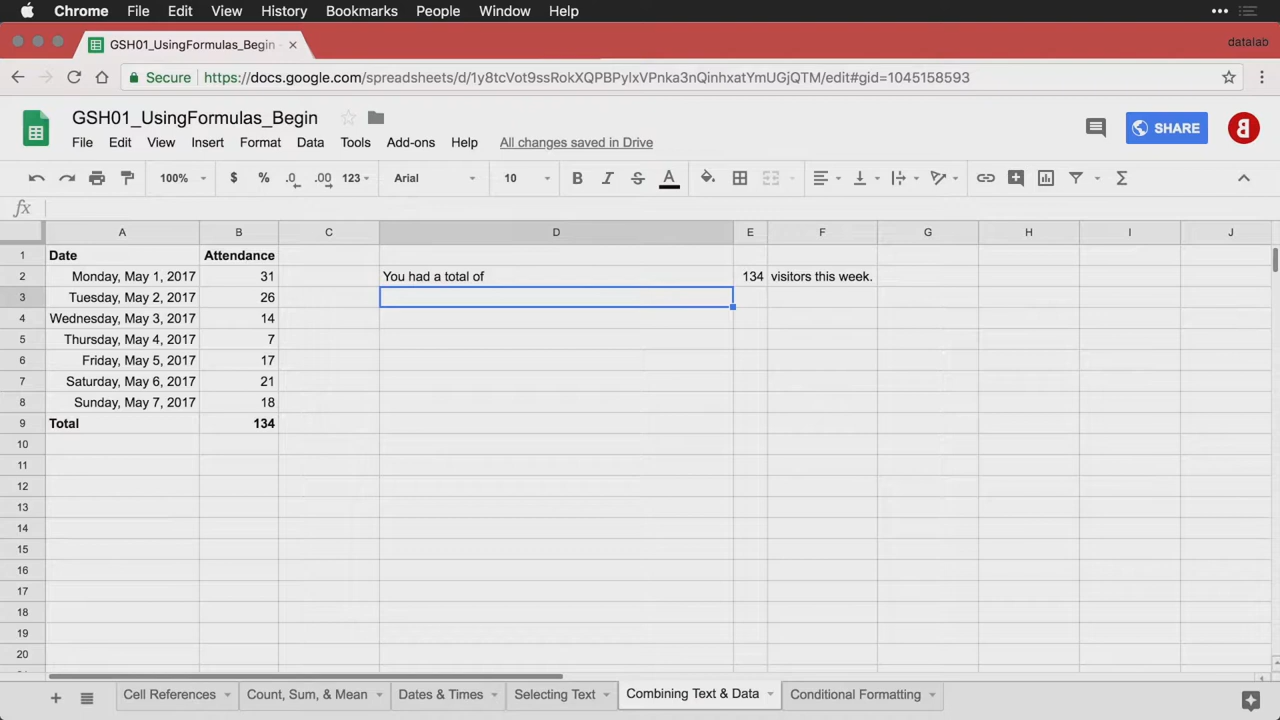 Chrome File Edit View History Bookmarks People Window Help
GSH01_UsingFormulas_Begin
datalab
Secure https://docs.google.com/spreadsheets/d/1y8tcVot9ssRokXQPBPylxVPnka3nQinhxatYmUGjQTM/edit#gid=1045158593
GSH01_UsingFormulas_Begin
SHARE
File Edit View Insert Format Data Tools Add-ons Help All changes saved in Drive
100% $ % .0 .00 123 Arial 10 B I S A Σ
fx
A B C D E F G H I J
1 Date Attendance
2 Monday, May 1, 2017 31 You had a total of 134 visitors this week.
3 Tuesday, May 2, 2017 26
4 Wednesday, May 3, 2017 14
5 Thursday, May 4, 2017 7
6 Friday, May 5, 2017 17
7 Saturday, May 6, 2017 21
8 Sunday, May 7, 2017 18
9 Total 134
10
11
12
13
14
15
16
17
18
19
20
Cell References Count, Sum, & Mean Dates & Times Selecting Text Combining Text & Data Conditional Formatting